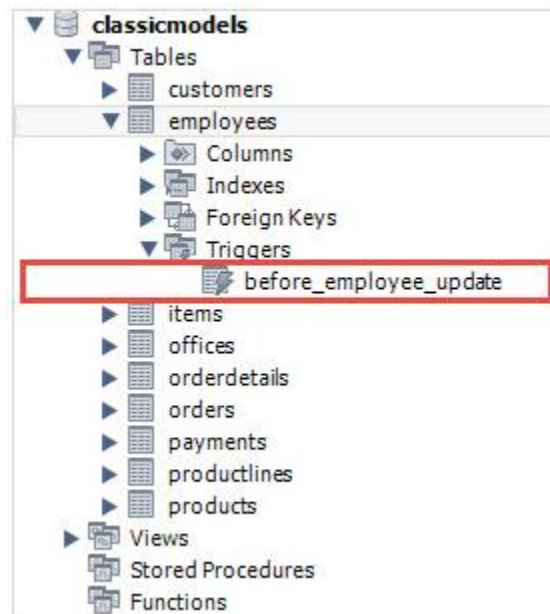 classicmodels
Tables
customers
employees
Columns
Indexes
Foreign Keys
Triggers
before_employee_update
items
offices
orderdetails
orders
payments
productlines
products
Views
Stored Procedures
Functions